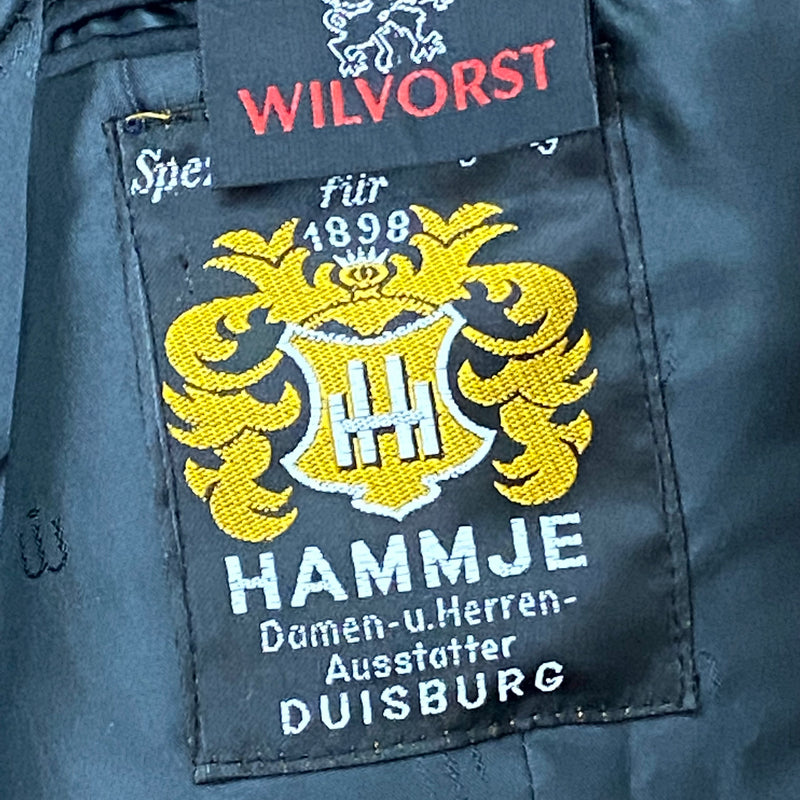 WILVORST
für
1898
HAMMJE
Damen-u.Herren-
Ausstatter
DUISBURG